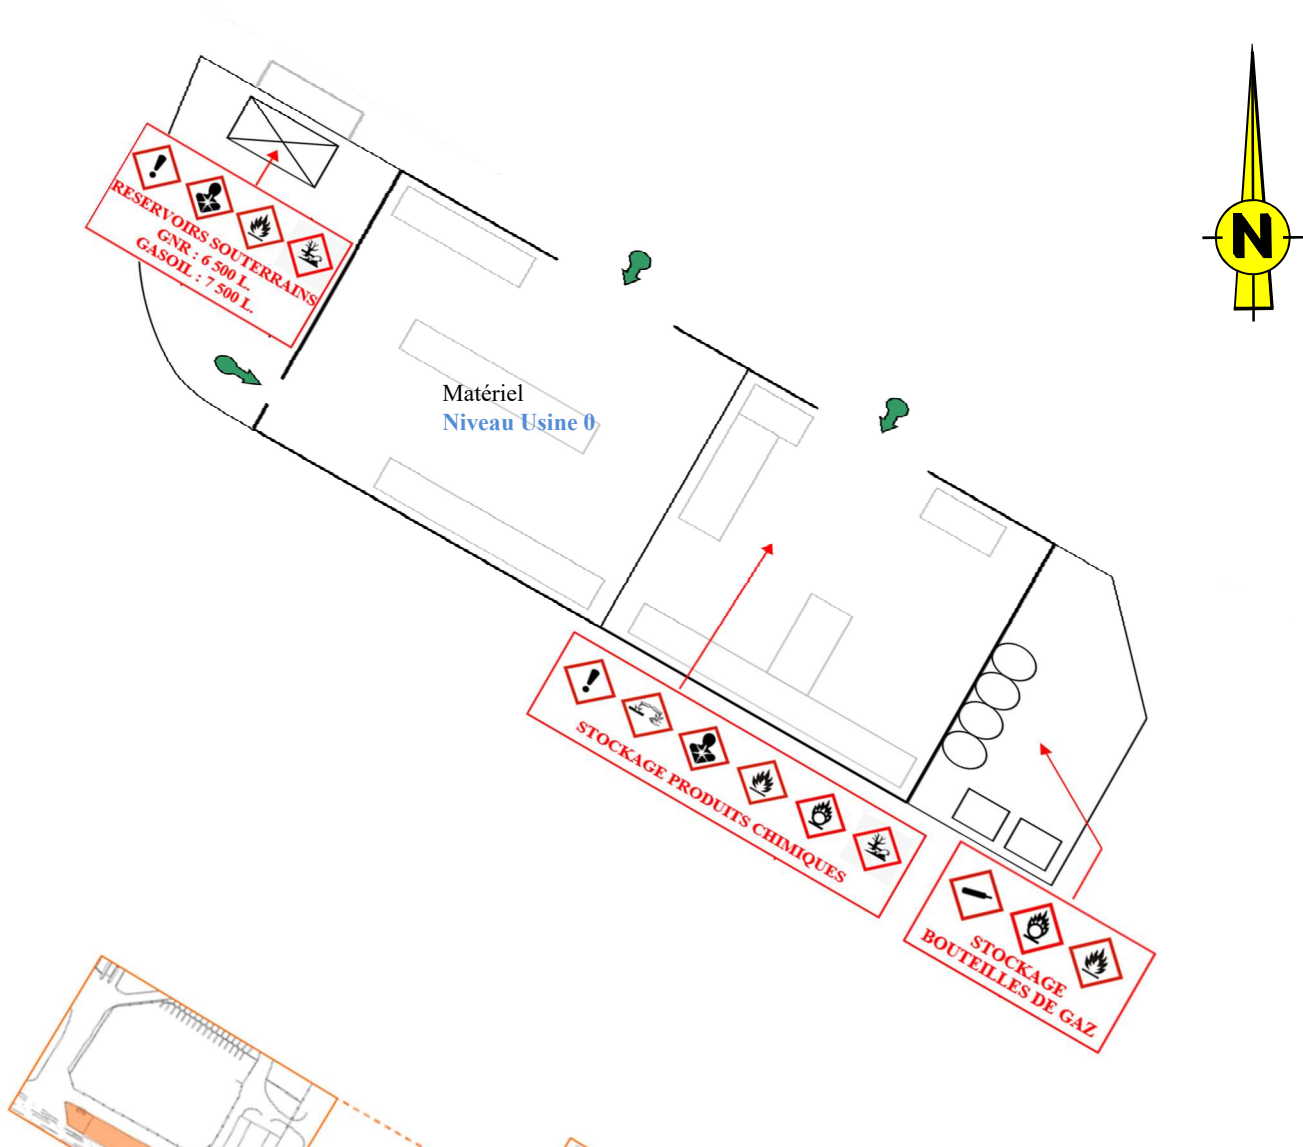 N
RESERVOIRS SOUTERRAINS
GNR : 6 500 L.
GASOIL : 7 500 L.
Matériel
Niveau Usine 0
STOCKAGE PRODUITS CHIMIQUES
STOCKAGE
BOUTEILLES DE GAZ